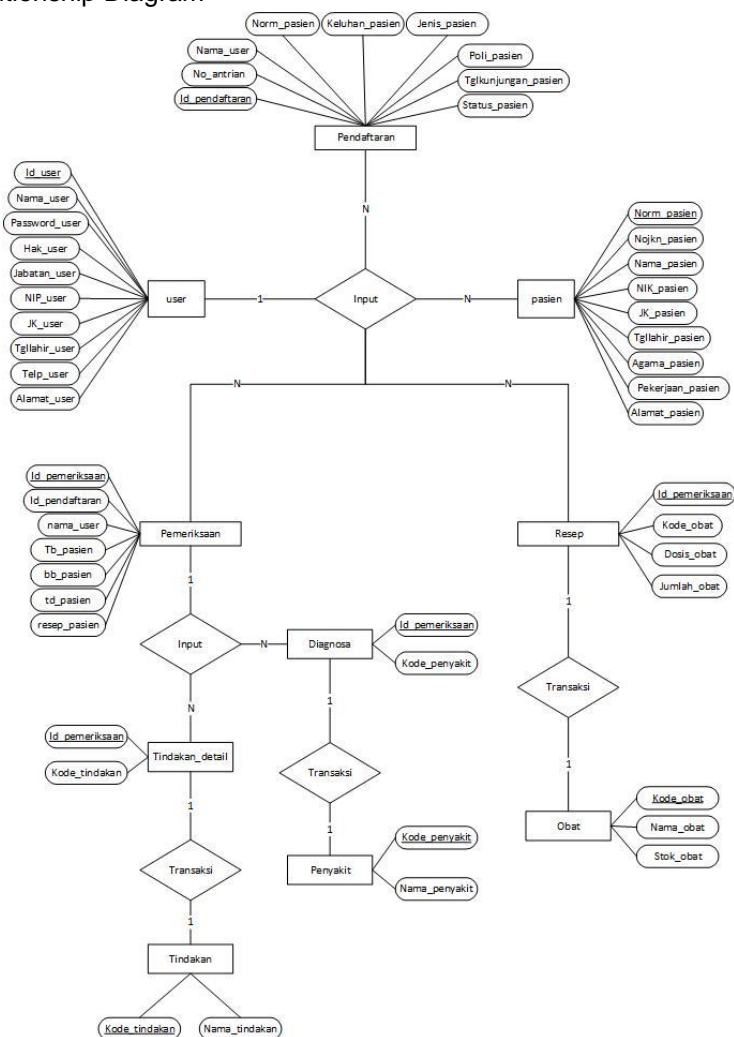 Norm_pasien
Keluhan_pasien
Jenis_pasien
Nama_user
Poli_pasien
No_antrian
Tglkunjungan_pasien
Id_pendaftaran
Status_pasien
Pendaftaran
N
Id_user
Nama_user
Password_user
Hak_user
Jabatan_user
NIP_user
JK_user
Tgllahir_user
Telp_user
Alamat_user
user
1
Input
N
pasien
Norm_pasien
Nojkn_pasien
Nama_pasien
NIK_pasien
JK_pasien
Tgllahir_pasien
Agama_pasien
Pekerjaan_pasien
Alamat_pasien
N
N
Id_pemeriksaan
Id_pendaftaran
nama_user
Tb_pasien
bb_pasien
td_pasien
resep_pasien
Pemeriksaan
Resep
Id_pemeriksaan
Kode_obat
Dosis_obat
Jumlah_obat
1
Input
N
Diagnosa
Id_pemeriksaan
Kode_penyakit
1
Transaksi
1
Penyakit
Kode_penyakit
Nama_penyakit
N
Id_pemeriksaan
Kode_tindakan
Tindakan_detail
1
Transaksi
1
Tindakan
Kode_tindakan
Nama_tindakan
1
Transaksi
1
Obat
Kode_obat
Nama_obat
Stok_obat